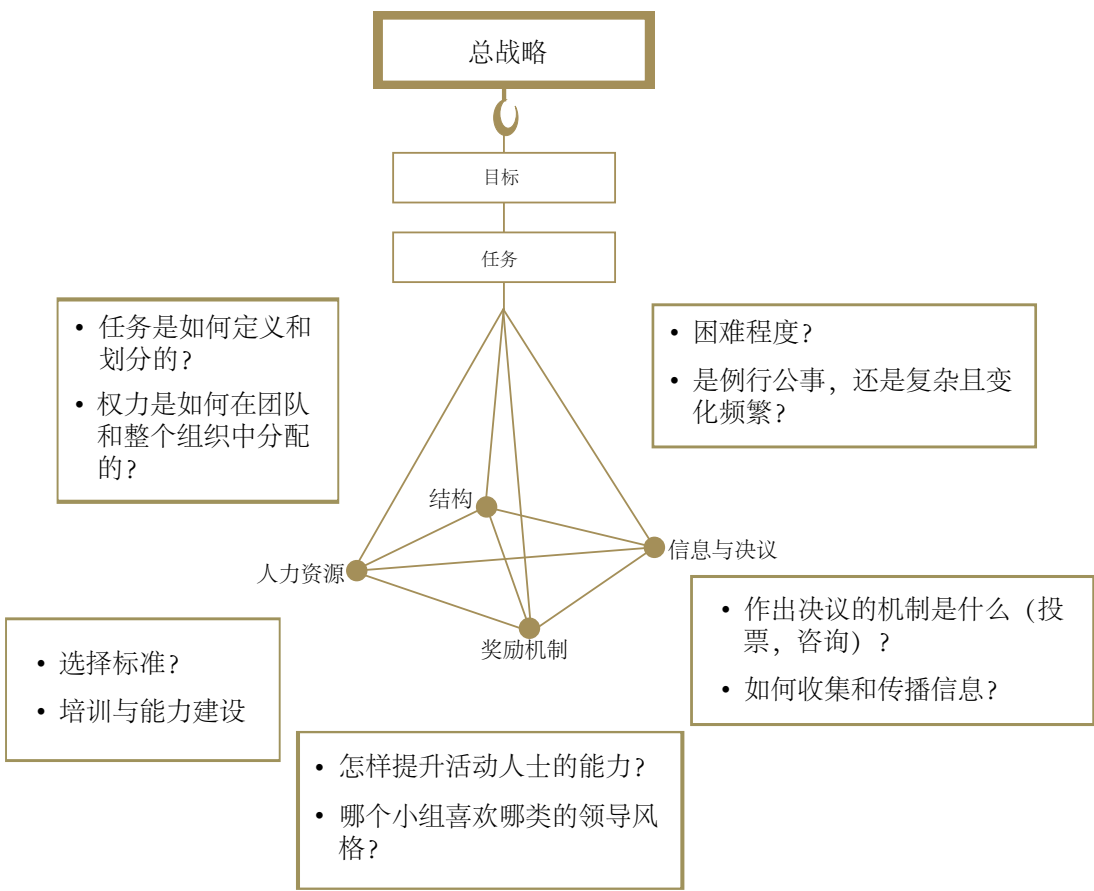 总战略
目标
任务
• 任务是如何定义和
划分的?
• 权力是如何在团队
和整个组织中分配
的?
• 困难程度?
• 是例行公事，还是复杂且变
化频繁?
结构
信息与决议
人力资源
奖励机制
• 作出决议的机制是什么（投
票，咨询）?
• 如何收集和传播信息?
• 选择标准?
• 培训与能力建设
• 怎样提升活动人士的能力?
• 哪个小组喜欢哪类的领导风
格?